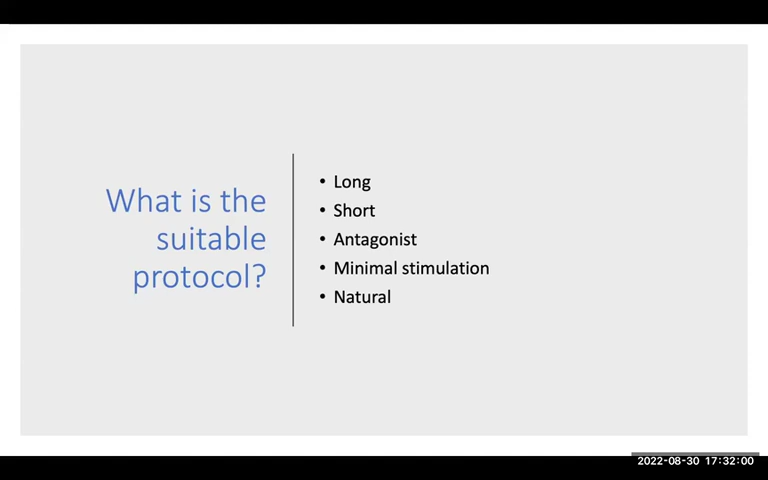 What is the
suitable
protocol?
• Long
• Short
• Antagonist
• Minimal stimulation
• Natural
2022-08-30 17:32:00